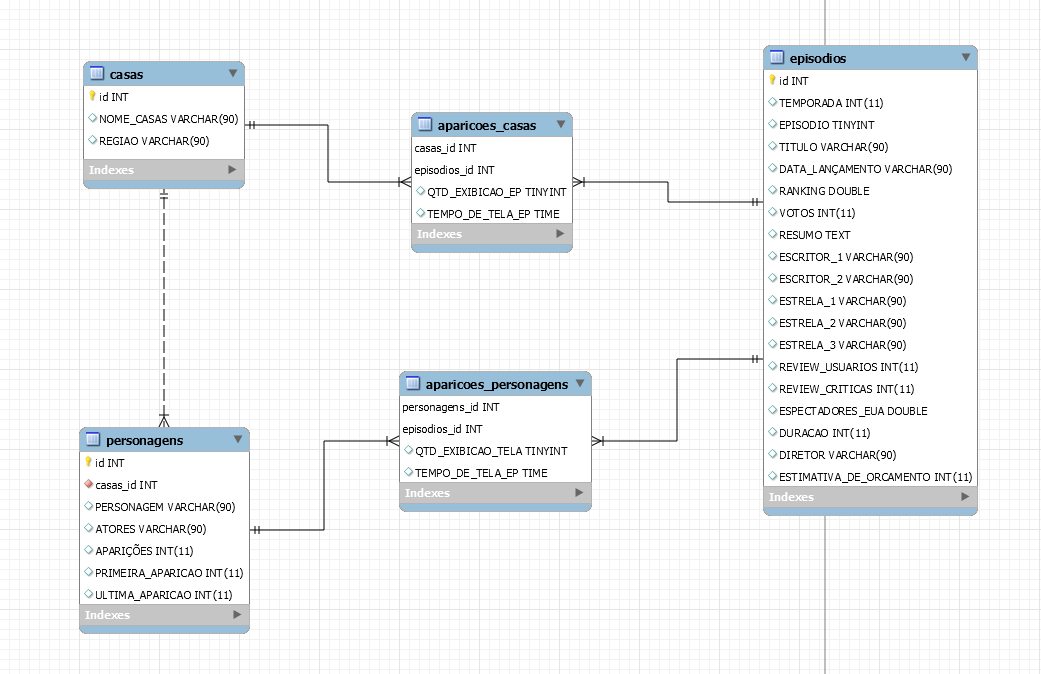 casas
id INT
NOME_CASAS VARCHAR(90)
REGIAO VARCHAR(90)
Indexes
aparicoes_casas
casas_id INT
episodios_id INT
QTD_EXIBICAO_EP TINYINT
TEMPO_DE_TELA_EP TIME
Indexes
episodios
id INT
TEMPORADA INT(11)
EPISODIO TINYINT
TITULO VARCHAR(90)
DATA_LANÇAMENTO VARCHAR(90)
RANKING DOUBLE
VOTOS INT(11)
RESUMO TEXT
ESCRITOR_1 VARCHAR(90)
ESCRITOR_2 VARCHAR(90)
ESTRELA_1 VARCHAR(90)
ESTRELA_2 VARCHAR(90)
ESTRELA_3 VARCHAR(90)
REVIEW_USUARIOS INT(11)
REVIEW_CRITICAS INT(11)
ESPECTADORES_EUA DOUBLE
DURACAO INT(11)
DIRETOR VARCHAR(90)
ESTIMATIVA_DE_ORCAMENTO INT(11)
Indexes
personagens
id INT
casas_id INT
PERSONAGEM VARCHAR(90)
ATORES VARCHAR(90)
APARIÇÕES INT(11)
PRIMEIRA_APARICAO INT(11)
ULTIMA_APARICAO INT(11)
Indexes
aparicoes_personagens
personagens_id INT
episodios_id INT
QTD_EXIBICAO_TELA TINYINT
TEMPO_DE_TELA_EP TIME
Indexes